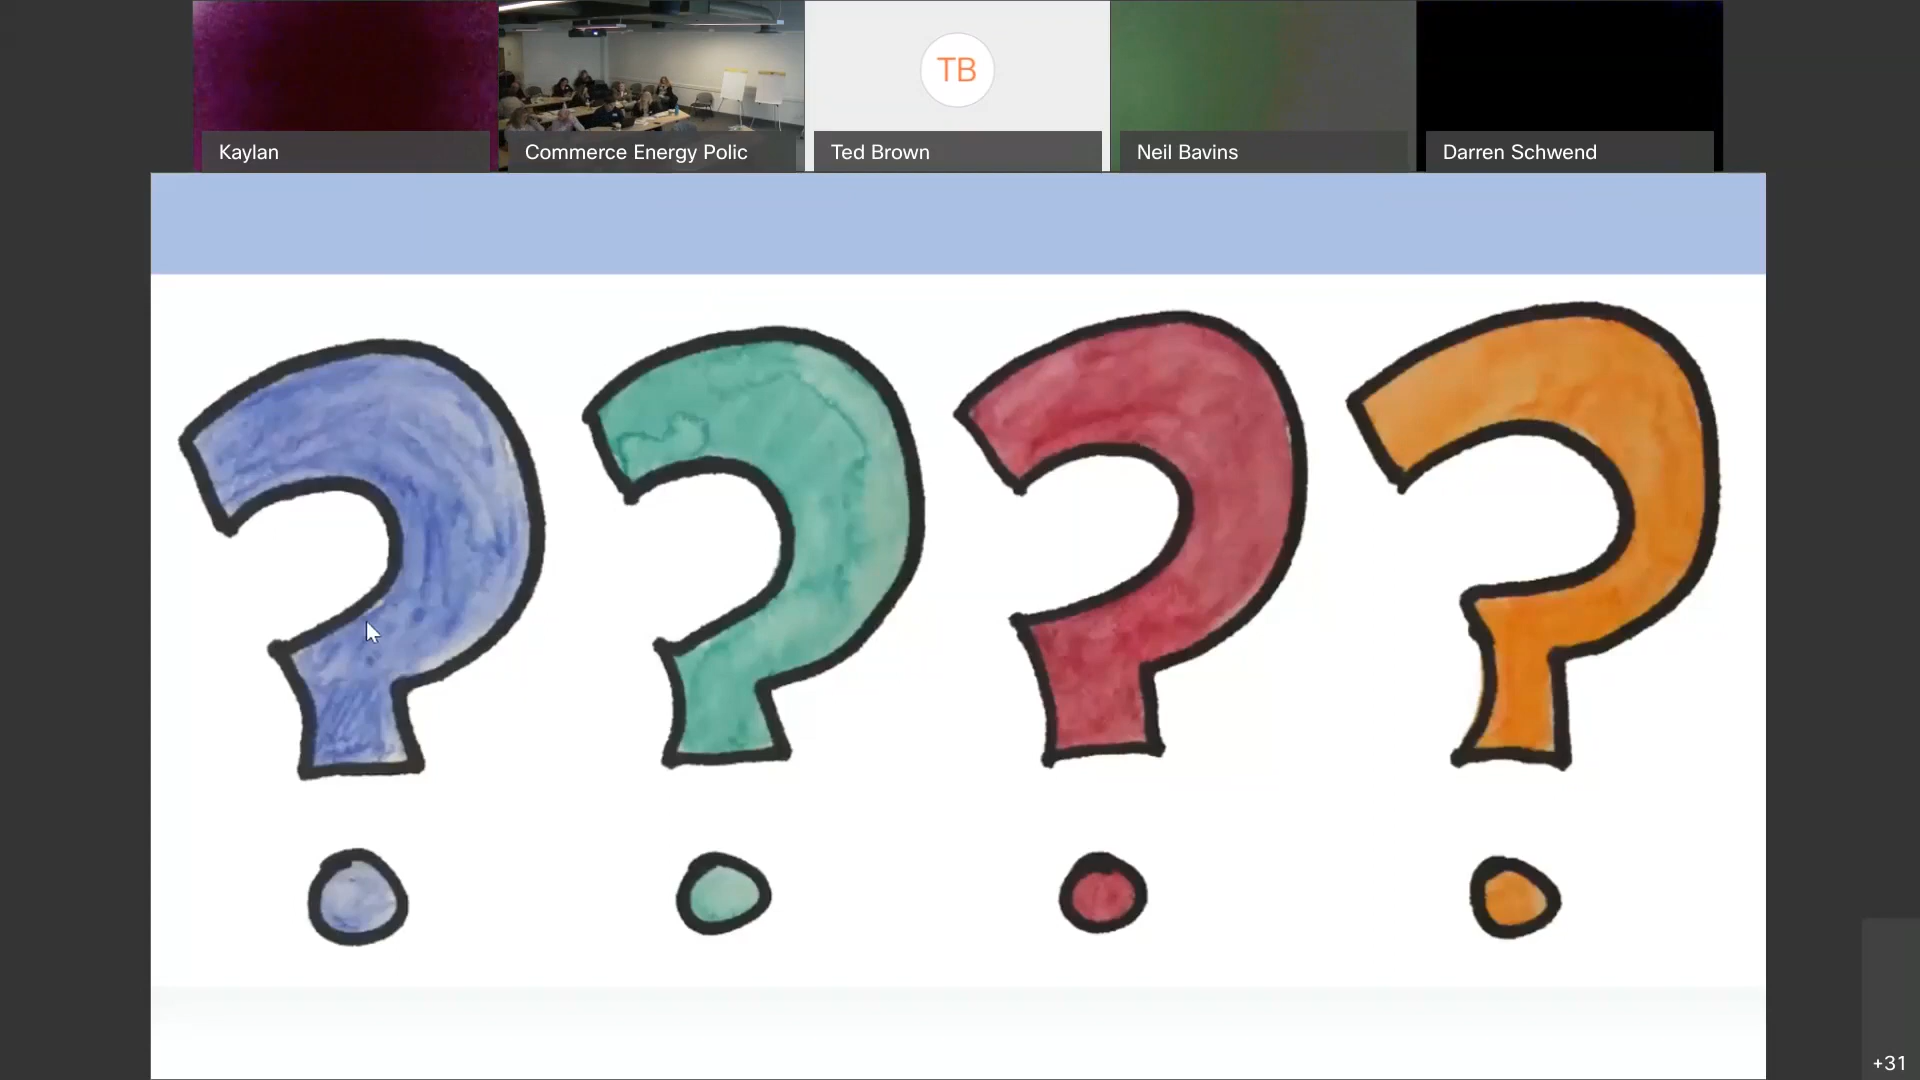 TB
Kaylan
Commerce Energy Polic
Ted Brown
Neil Bavins
Darren Schwend
? ? ? ?
+31